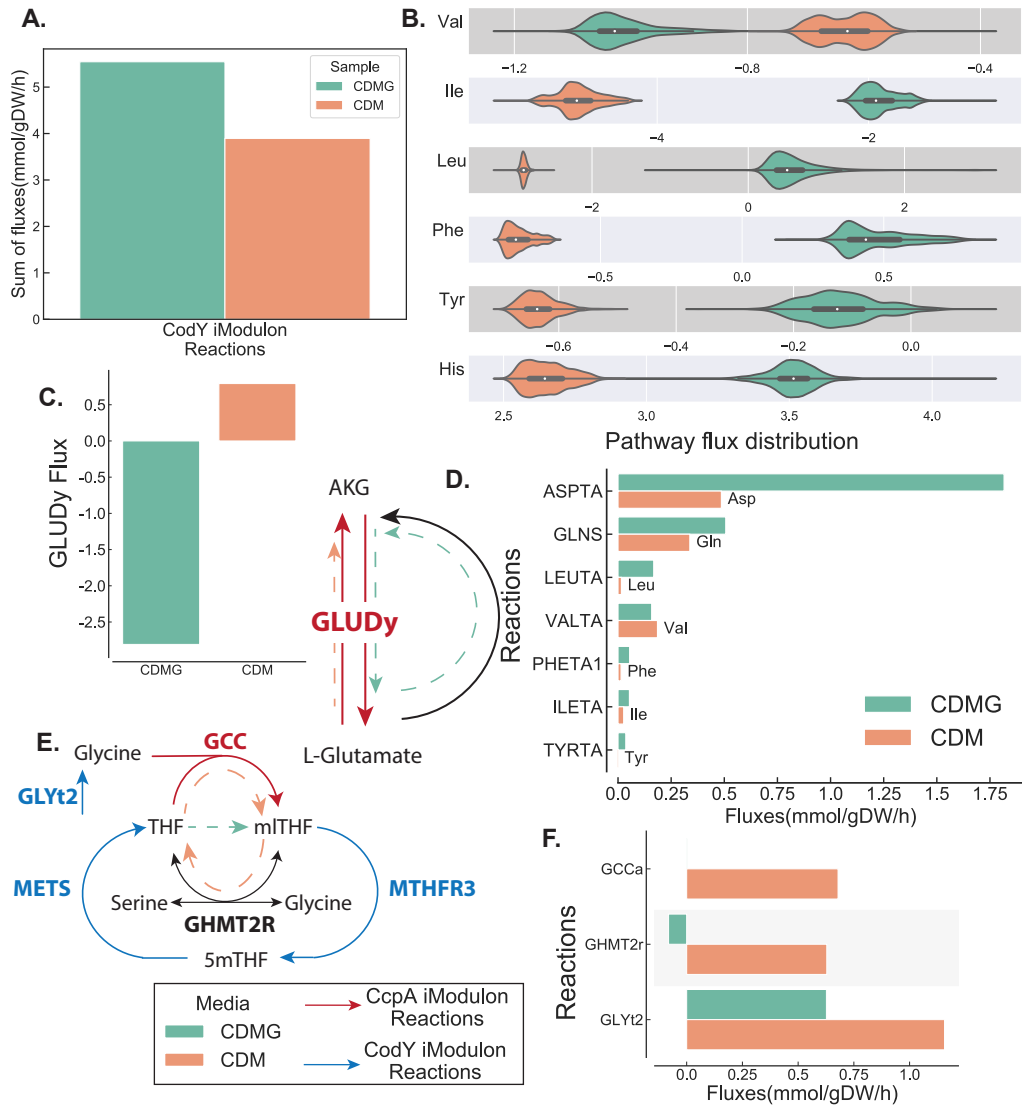 A.
Sum of fluxes(mmol/gDW/h)
5
4
3
2
1
0
Sample
CDMG
CDM
CodY iModulon
Reactions
B.
Val
−1.2 −0.8 −0.4
Ile
−4 −2
Leu
−2 0 2
Phe
−0.5 0.0 0.5
Tyr
−0.6 −0.4 −0.2 0.0
His
2.5 3.0 3.5 4.0
Pathway flux distribution
C.
GLUDy Flux
0.5
0.0
-0.5
-1.0
-1.5
-2.0
-2.5
CDMG CDM
AKG
GLUDy
L-Glutamate
D.
Reactions
ASPTA
Asp
GLNS
Gln
LEUTA
Leu
VALTA
Val
PHETA1
Phe
ILETA
Ile
TYRTA
Tyr
CDMG
CDM
0.0 0.25 0.5 0.75 1.0 1.25 1.5 1.75
Fluxes(mmol/gDW/h)
E.
Glycine
GCC
GLYt2
THF
mlTHF
METS
MTHFR3
Serine
Glycine
GHMT2R
5mTHF
Media
CDMG
CDM
CcpA iModulon
Reactions
CodY iModulon
Reactions
F.
Reactions
GCCa
GHMT2r
GLYt2
0.0 0.25 0.5 0.75 1.0
Fluxes(mmol/gDW/h)